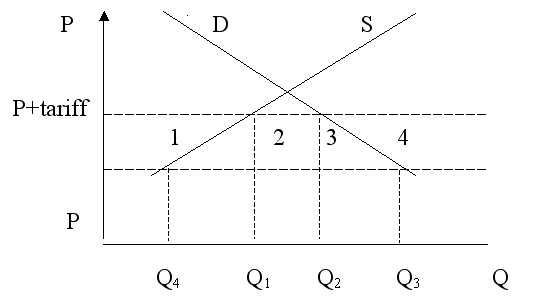 P D S
P+tariff
1 2 3 4
P
Q4 Q1 Q2 Q3 Q